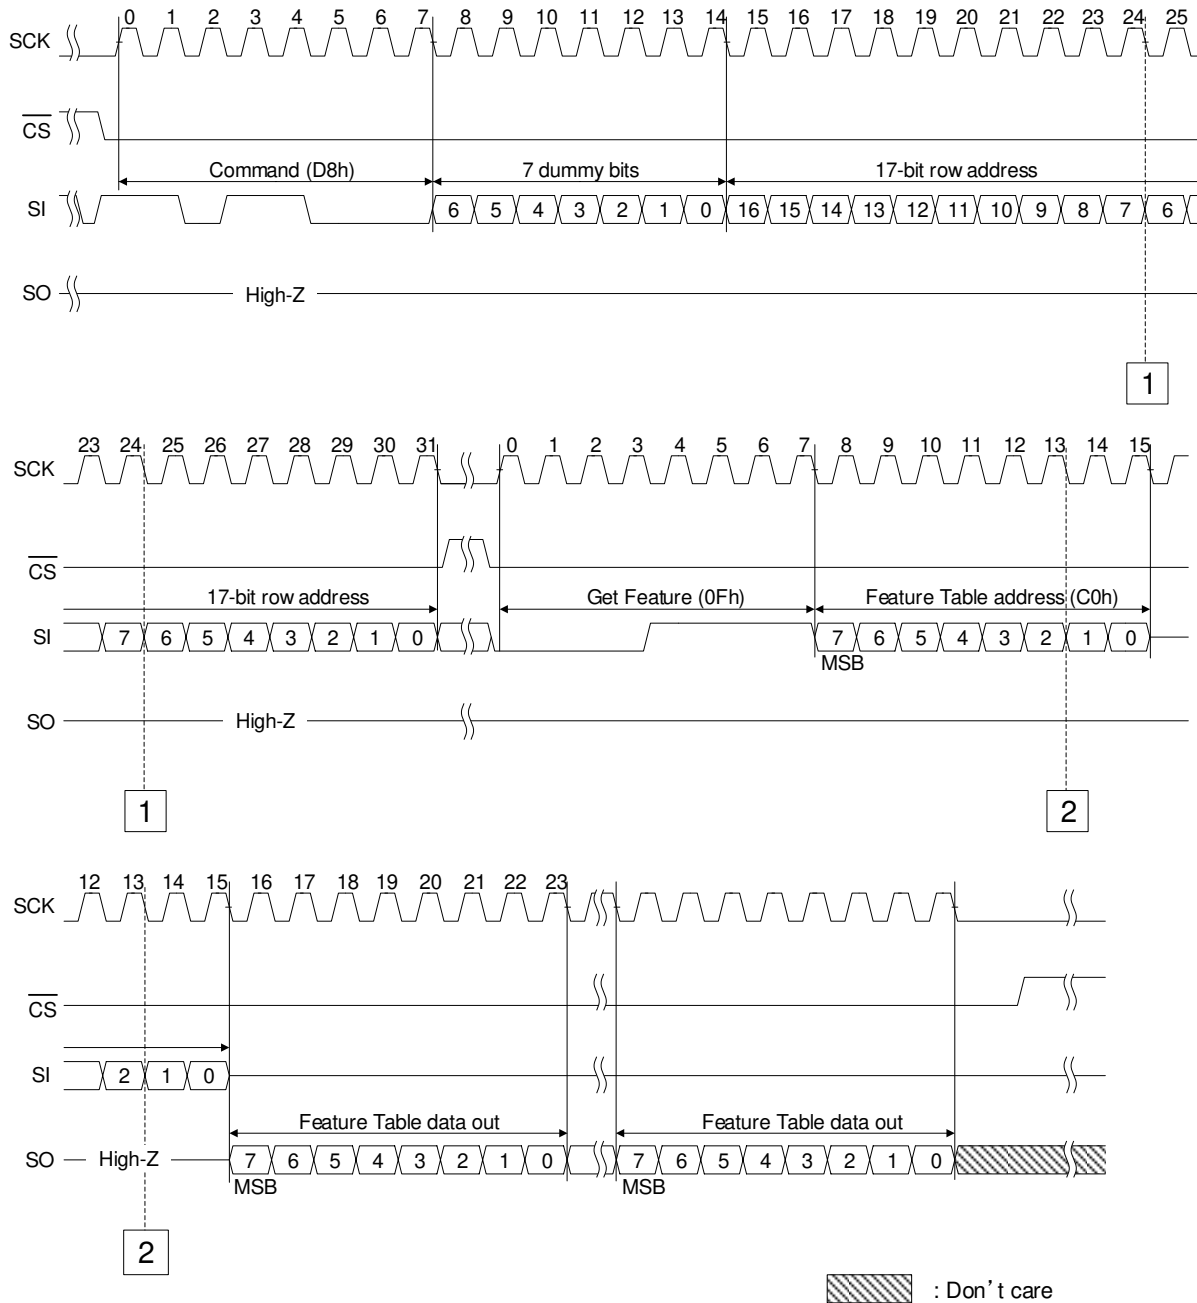 0 1 2 3 4 5 6 7 8 9 10 11 12 13 14 15 16 17 18 19 20 21 22 23 24 25
SCK
CS
Command (D8h) 7 dummy bits 17-bit row address
SI 6 5 4 3 2 1 0 16 15 14 13 12 11 10 9 8 7 6
SO High-Z
1
23 24 25 26 27 28 29 30 31 0 1 2 3 4 5 6 7 8 9 10 11 12 13 14 15
SCK
CS
17-bit row address Get Feature (0Fh) Feature Table address (C0h)
SI 7 6 5 4 3 2 1 0 7 6 5 4 3 2 1 0
MSB
SO High-Z
1 2
12 13 14 15 16 17 18 19 20 21 22 23
SCK
CS
SI 2 1 0
Feature Table data out Feature Table data out
SO High-Z 7 6 5 4 3 2 1 0 7 6 5 4 3 2 1 0
MSB MSB
2
: Don't care